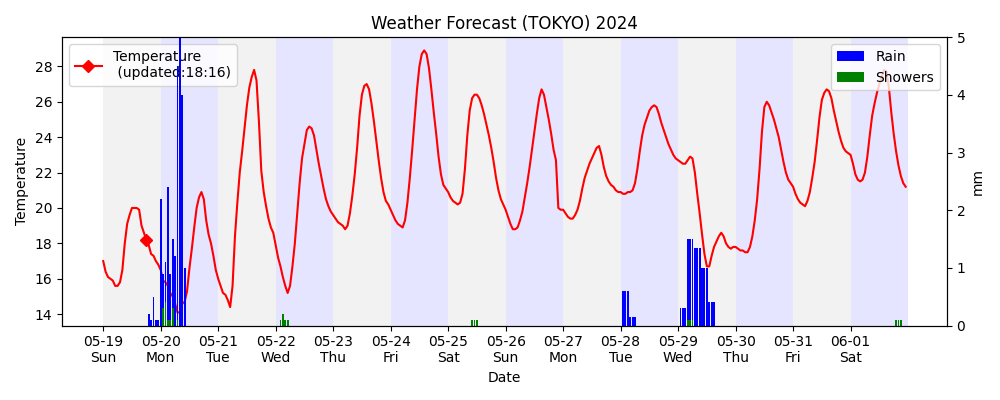 Weather Forecast (TOKYO) 2024
Temperature
(updated:18:16)
Rain
Showers
28
26
24
22
20
18
16
14
Temperature
5
4
3
2
1
0
mm
05-19 05-20 05-21 05-22 05-23 05-24 05-25 05-26 05-27 05-28 05-29 05-30 05-31 06-01
Sun Mon Tue Wed Thu Fri Sat Sun Mon Tue Wed Thu Fri Sat
Date